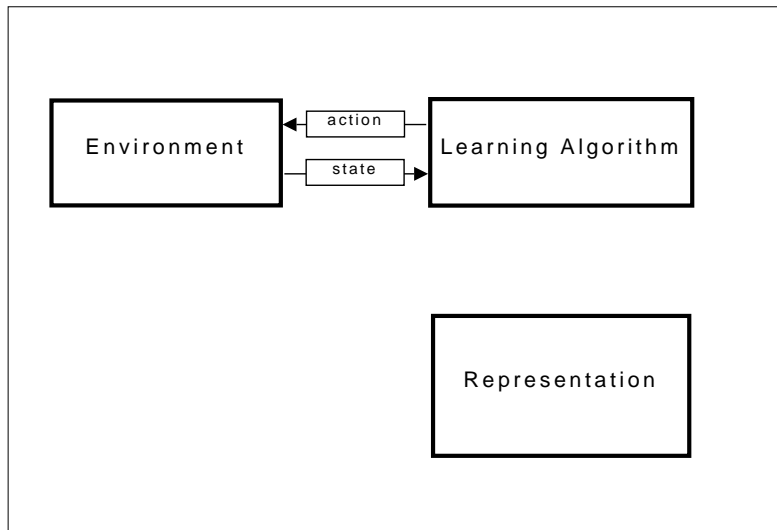 action
Environment
Learning Algorithm
state
Representation